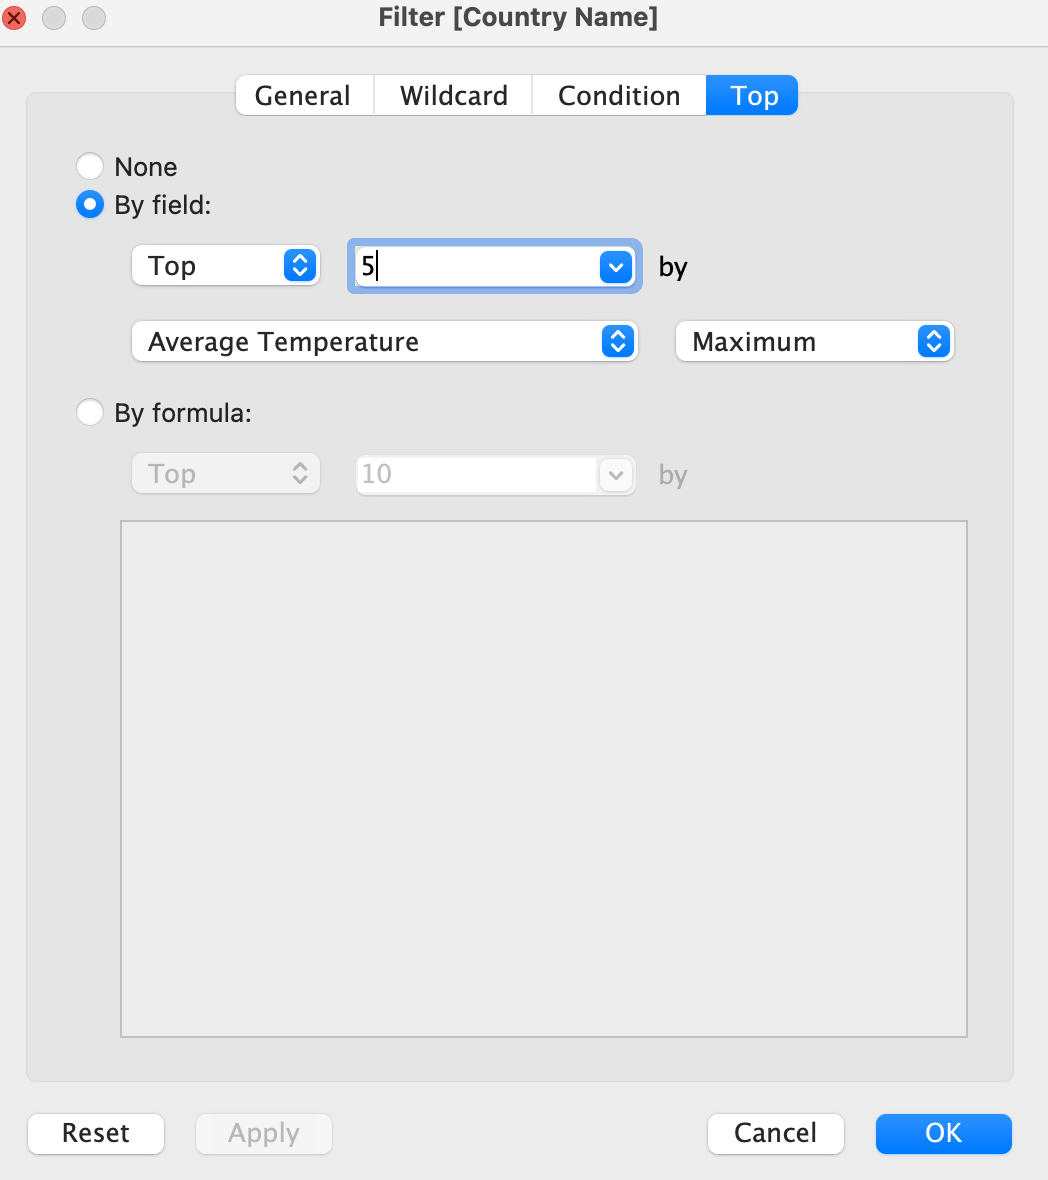 Filter [Country Name]
General Wildcard Condition Top
None
By field:
Top 5 by
Average Temperature Maximum
By formula:
Top 10 by
Reset Apply Cancel OK